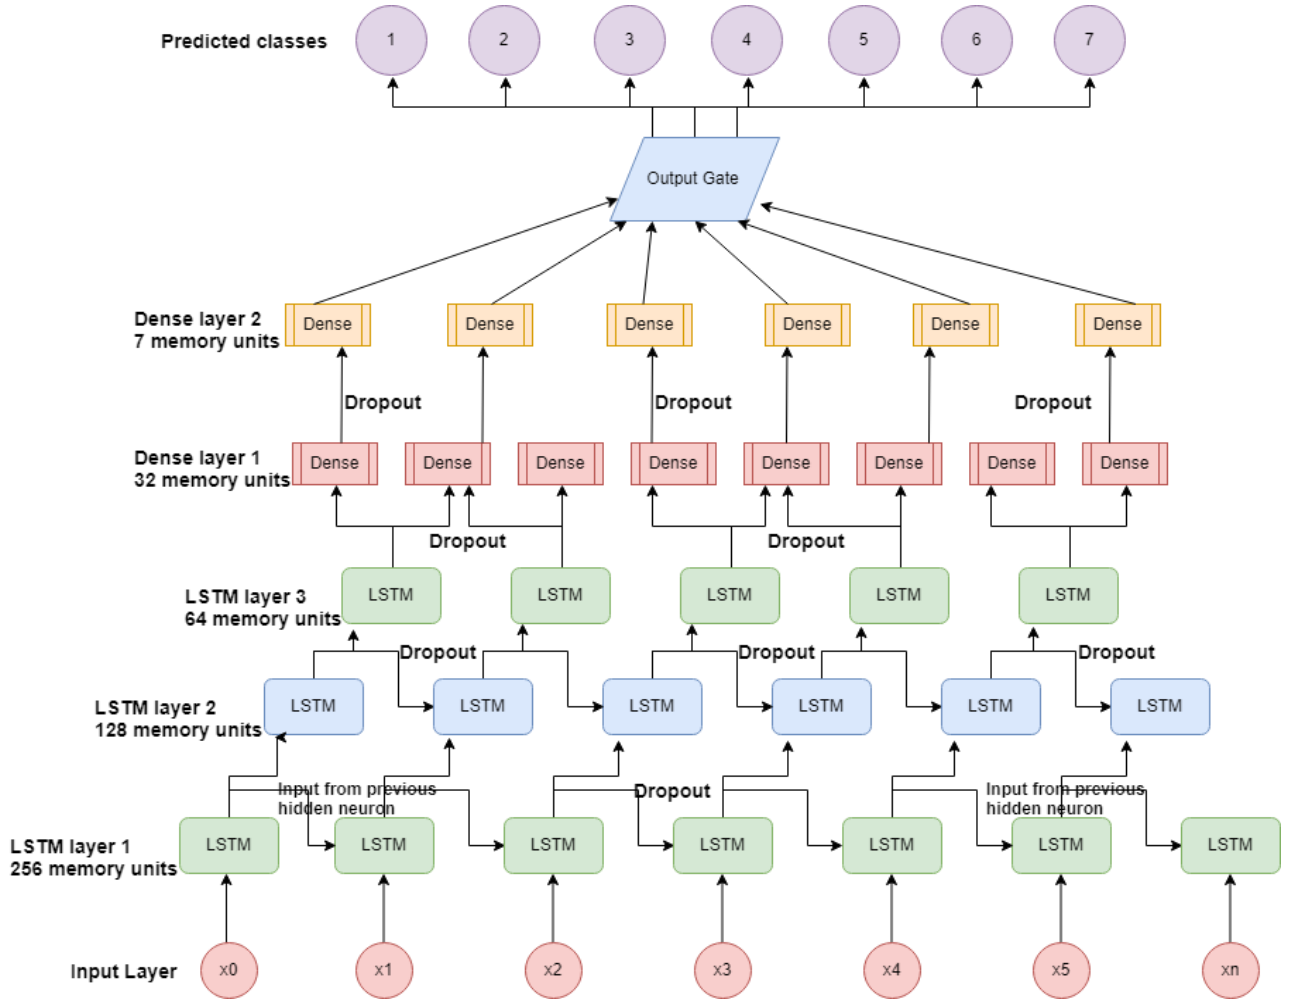 Predicted classes
1 2 3 4 5 6 7
Output Gate
Dense layer 2
7 memory units
Dense Dense Dense Dense Dense Dense
Dropout Dropout Dropout
Dense layer 1
32 memory units
Dense Dense Dense Dense Dense Dense Dense Dense
Dropout Dropout
LSTM layer 3
64 memory units
LSTM LSTM LSTM LSTM LSTM
Dropout Dropout Dropout
LSTM layer 2
128 memory units
LSTM LSTM LSTM LSTM LSTM LSTM
Input from previous
hidden neuron
Dropout
Input from previous
hidden neuron
LSTM layer 1
256 memory units
LSTM LSTM LSTM LSTM LSTM LSTM LSTM
Input Layer
x0 x1 x2 x3 x4 x5 xn